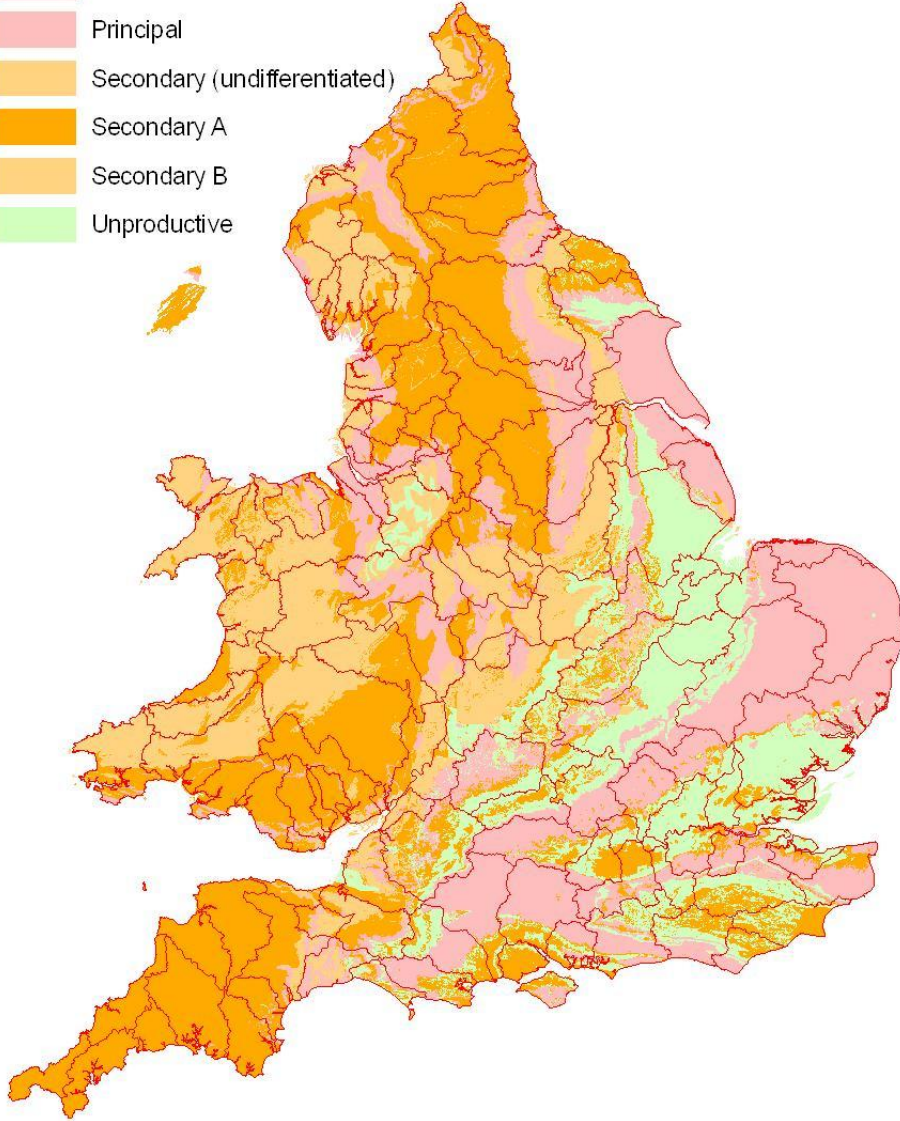 Principal
Secondary (undifferentiated)
Secondary A
Secondary B
Unproductive